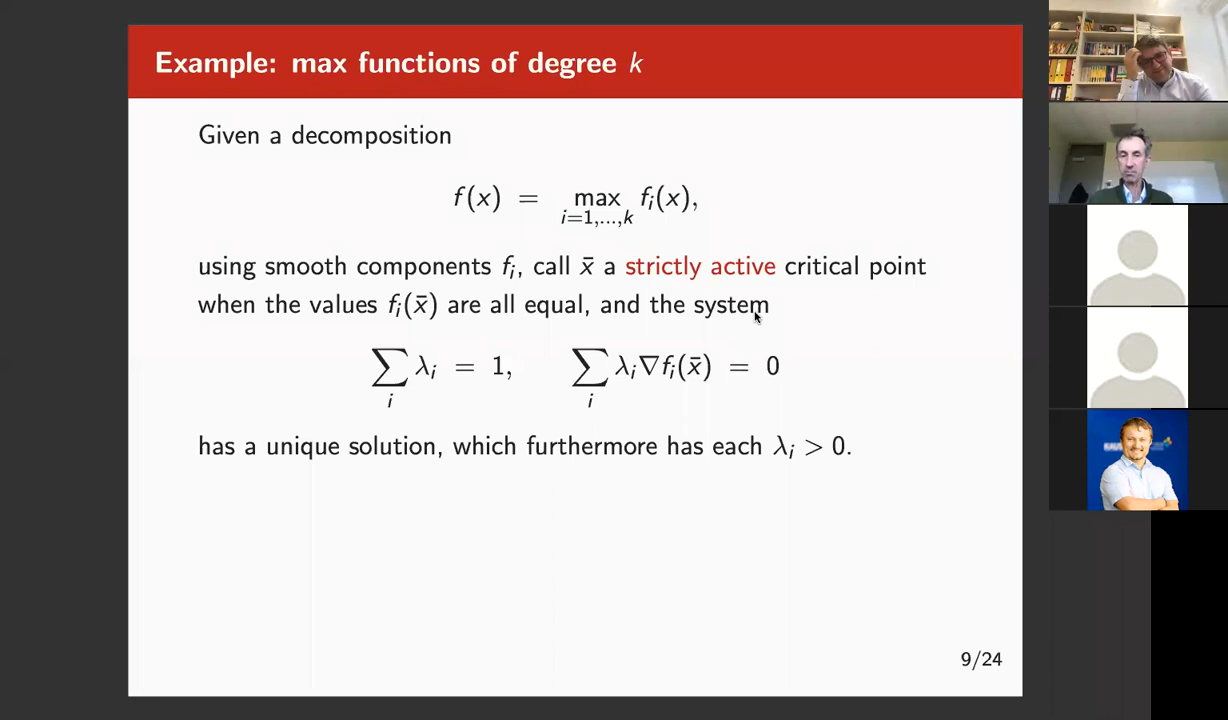 Example: max functions of degree k
Given a decomposition
f(x) = max f_i(x),
i=1,...,k
using smooth components f_i, call x̄ a strictly active critical point
when the values f_i(x̄) are all equal, and the system
∑_i λ_i = 1, ∑_i λ_i∇f_i(x̄) = 0
has a unique solution, which furthermore has each λ_i > 0.
9/24